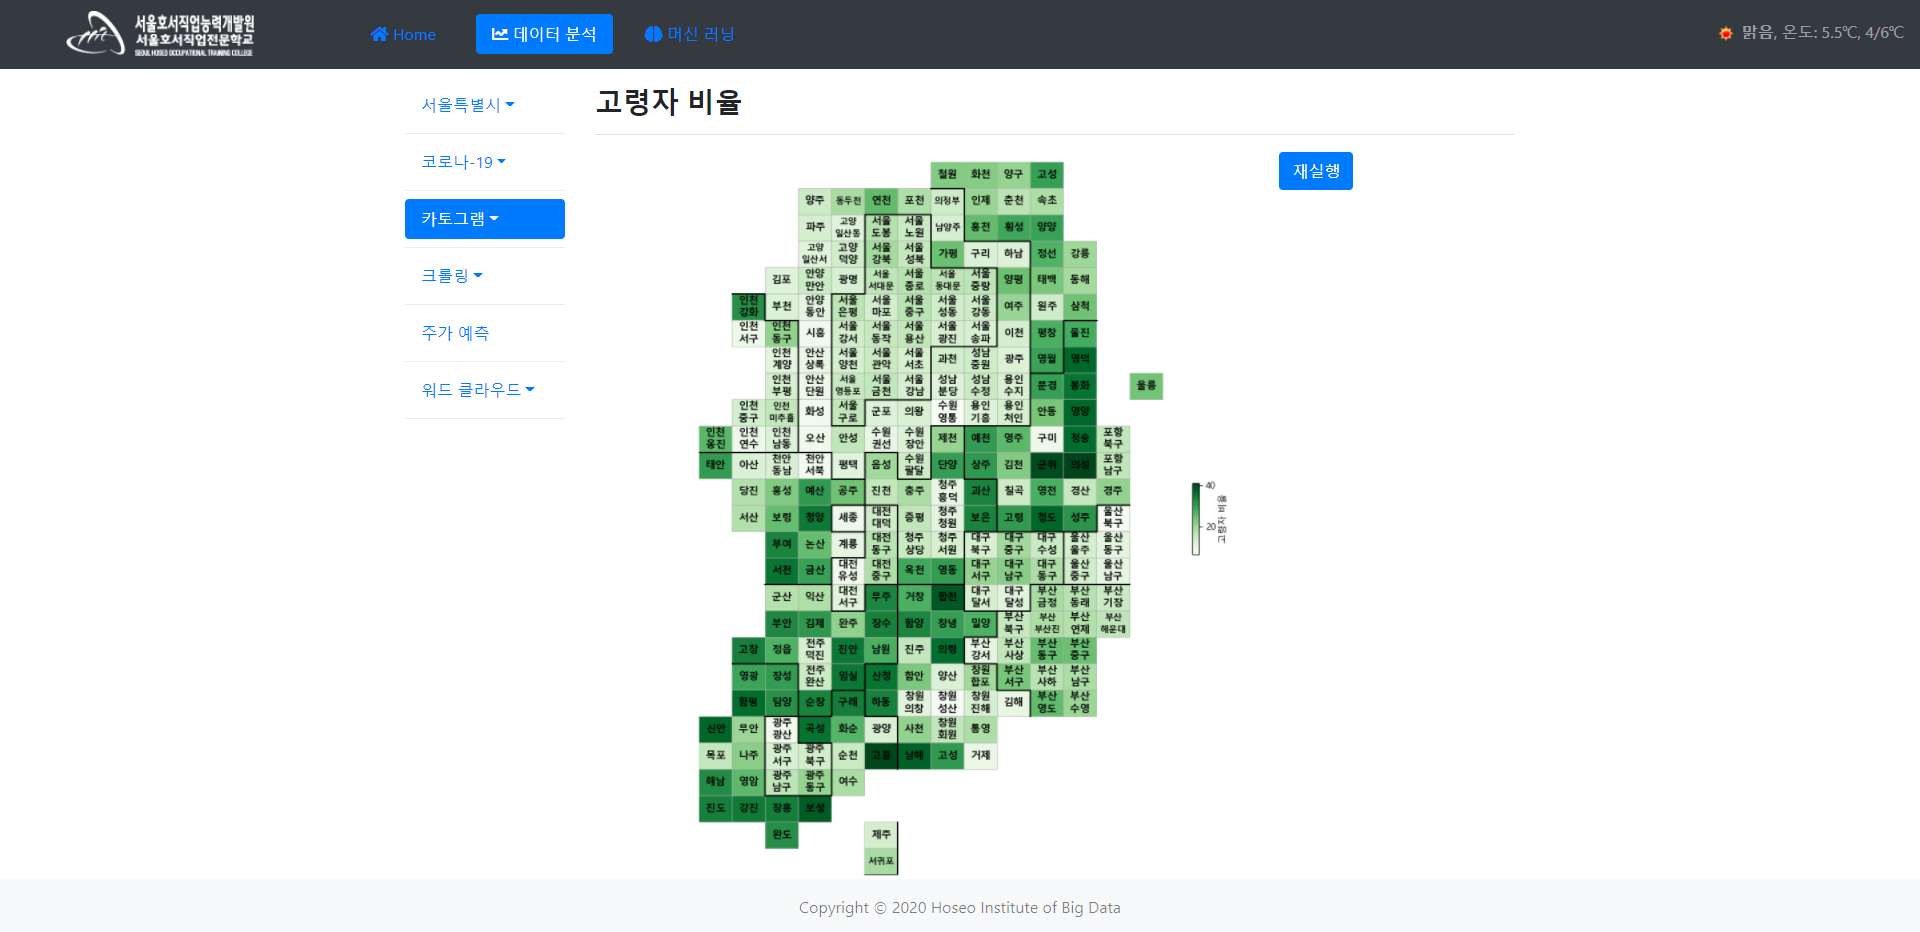 서울호서직업능력개발원
서울호서직업전문학교
SEOUL HOSEO OCCUPATIONAL TRAINING COLLEGE
Home
데이티 분석
머신 러닝
맑음, 온도: 5.5℃, 4/6℃
서울특별시
코로나-19
카토그램
크롤링
주가 예측
워드 클라우드
고령자 비율
재실행
철원 화천 양구 고성
양주 동두천 연천 포천 의정부 인제 춘천 속초
파주 고양 일산동 서울 도봉 서울 노원 남양주 홍천 횡성 양양
고양 일산서 고양 덕양 서울 강북 서울 성북 가평 구리 하남 정선 강릉
김포 안양 만안 광명 서울 서대문 서울 종로 서울 동대문 서울 중랑 양평 태백 동해
인천 강화 부천 안양 동안 서울 은평 서울 마포 서울 중구 서울 성동 서울 강동 여주 원주 삼척
인천 서구 인천 동구 시흥 서울 강서 서울 동작 서울 용산 서울 광진 서울 송파 이천 평창 울진
인천 계양 안산 상록 서울 양천 서울 관악 서울 서초 과천 성남 중원 광주 영월 영덕
인천 부평 안산 단원 서울 영등포 서울 금천 서울 강남 성남 분당 성남 수정 용인 수지 문경 봉화 울릉
인천 중구 인천 미추홀 화성 서울 구로 군포 의왕 수원 영통 용인 기흥 용인 처인 안동 영양
인천 옹진 인천 연수 인천 남동 오산 안성 수원 권선 수원 장안 제천 예천 영주 구미 청송 포항 북구
태안 아산 천안 동남 천안 서북 평택 음성 수원 팔달 단양 상주 김천 군위 의성 포항 남구
당진 홍성 예산 공주 진천 충주 청주 흥덕 괴산 칠곡 영천 경산 경주
서산 보령 청양 세종 대전 대덕 증평 청주 청원 보은 고령 청도 성주 울산 북구
부여 논산 계룡 대전 동구 청주 상당 청주 서원 대구 북구 대구 중구 대구 수성 울산 울주 울산 동구
서천 금산 대전 유성 대전 중구 옥천 영동 대구 서구 대구 남구 대구 동구 울산 중구 울산 남구
군산 익산 대전 서구 무주 거창 합천 대구 달서 대구 달성 부산 금정 부산 동래 부산 기장
부안 김제 완주 장수 함양 창녕 밀양 부산 북구 부산 부산진 부산 연제 부산 해운대
고창 정읍 전주 덕진 진안 남원 진주 의령 부산 강서 부산 사상 부산 동구 부산 중구
영광 장성 전주 완산 임실 산청 함안 양산 창원 합포 부산 서구 부산 사하 부산 남구
함평 담양 순창 구례 하동 창원 의창 창원 성산 창원 진해 김해 부산 영도 부산 수영
신안 무안 광주 광산 곡성 화순 광양 사천 창원 회원 통영
목포 나주 광주 서구 광주 북구 순천 고흥 남해 고성 거제
해남 영암 광주 남구 광주 동구 여수
진도 강진 장흥 보성
완도 제주
서귀포
40
20
고령자 비율
Copyright © 2020 Hoseo Institute of Big Data